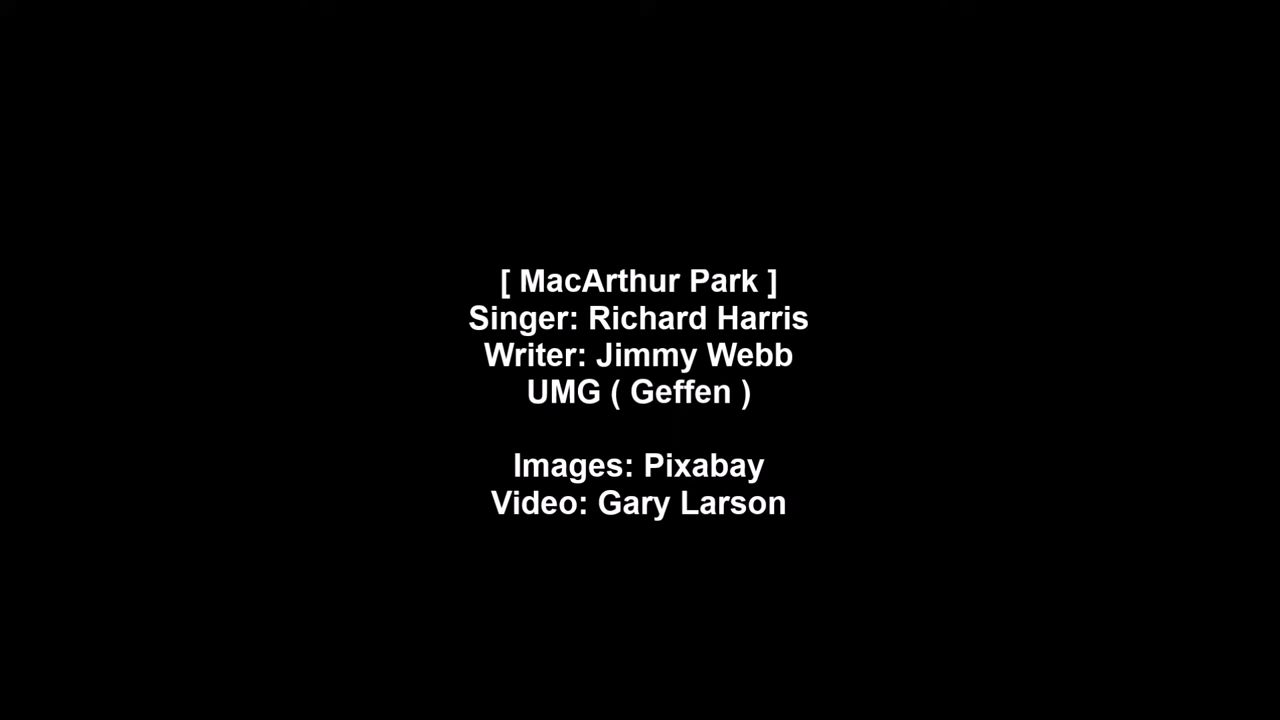 [ MacArthur Park ]
Singer: Richard Harris
Writer: Jimmy Webb
UMG ( Geffen )
Images: Pixabay
Video: Gary Larson